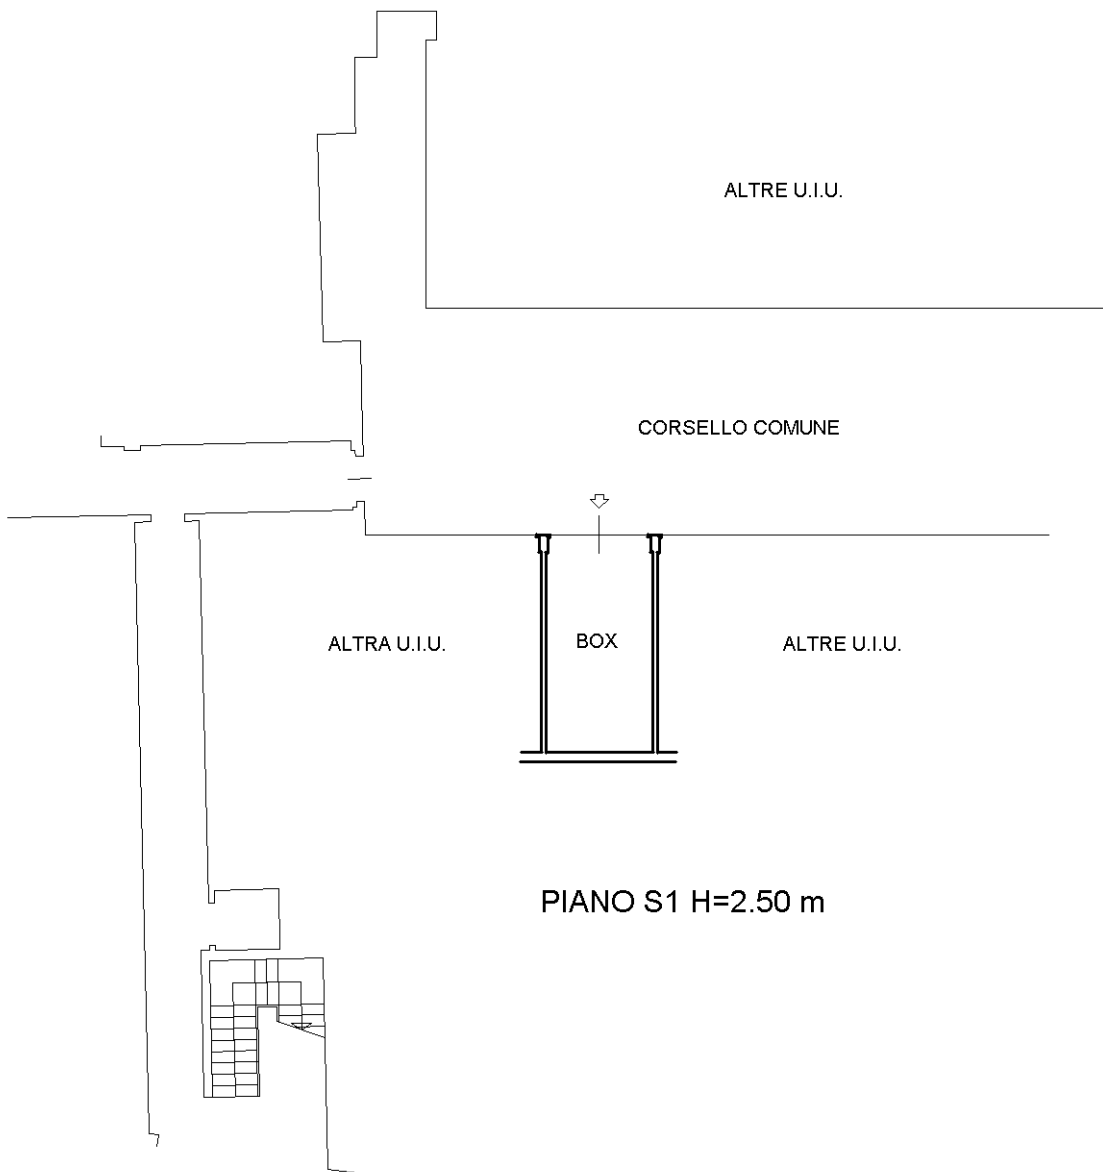 ALTRE U.I.U.
CORSELLO COMUNE
ALTRA U.I.U.
BOX
ALTRE U.I.U.
PIANO S1 H=2.50 m